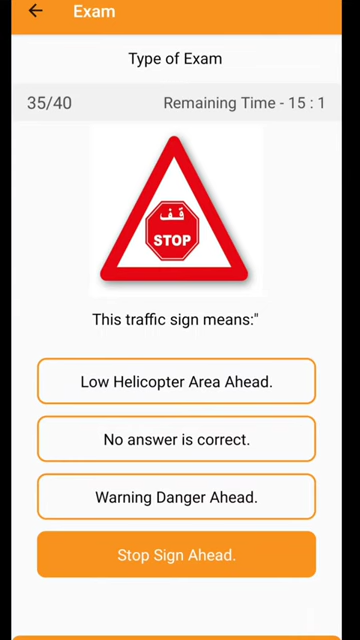 Exam
Type of Exam
35/40 Remaining Time - 15 : 1
قف
STOP
This traffic sign means:"
Low Helicopter Area Ahead.
No answer is correct.
Warning Danger Ahead.
Stop Sign Ahead.